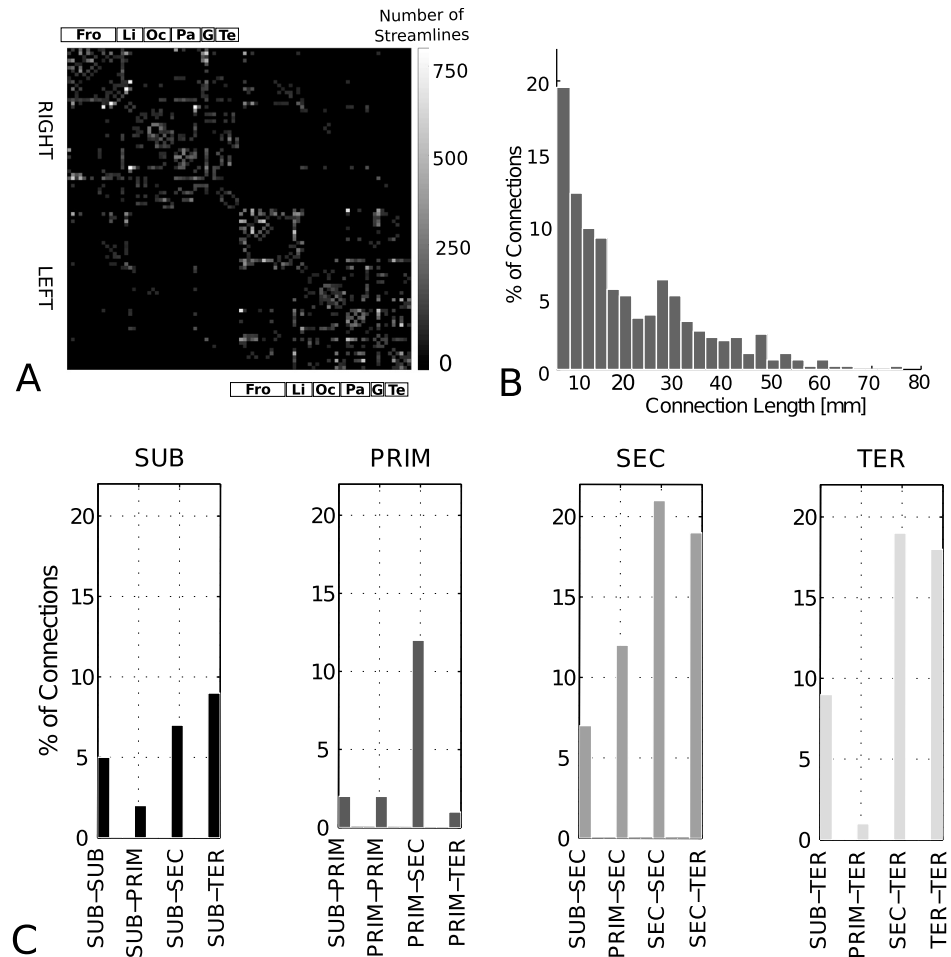 Number of
Streamlines
Fro Li Oc Pa G Te
750
500
250
0
RIGHT
LEFT
Fro Li Oc Pa G Te
A
20
15
10
5
0
% of Connections
10 20 30 40 50 60 70 80
Connection Length [mm]
B
SUB
20
15
10
5
0
% of Connections
SUB−SUB
SUB−PRIM
SUB−SEC
SUB−TER
PRIM
20
15
10
5
0
SUB−PRIM
PRIM−PRIM
PRIM−SEC
PRIM−TER
SEC
20
15
10
5
0
SUB−SEC
PRIM−SEC
SEC−SEC
SEC−TER
TER
20
15
10
5
0
SUB−TER
PRIM−TER
SEC−TER
TER−TER
C